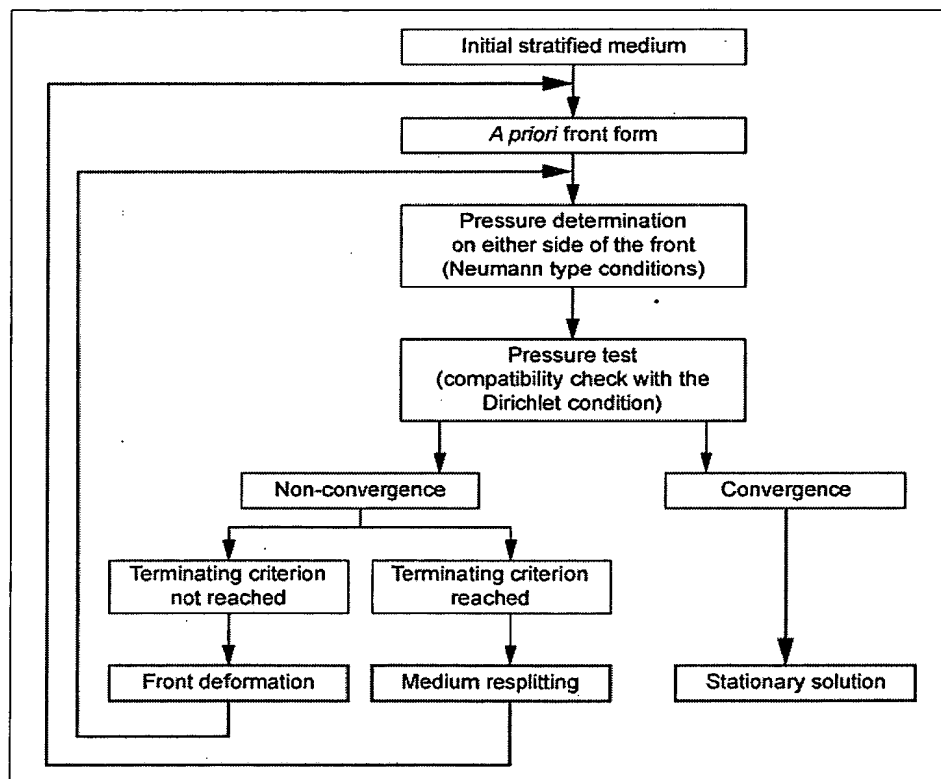 Initial stratified medium
A priori front form
Pressure determination
on either side of the front
(Neumann type conditions)
Pressure test
(compatibility check with the
Dirichlet condition)
Non-convergence
Convergence
Terminating criterion
not reached
Terminating criterion
reached
Front deformation
Medium resplitting
Stationary solution